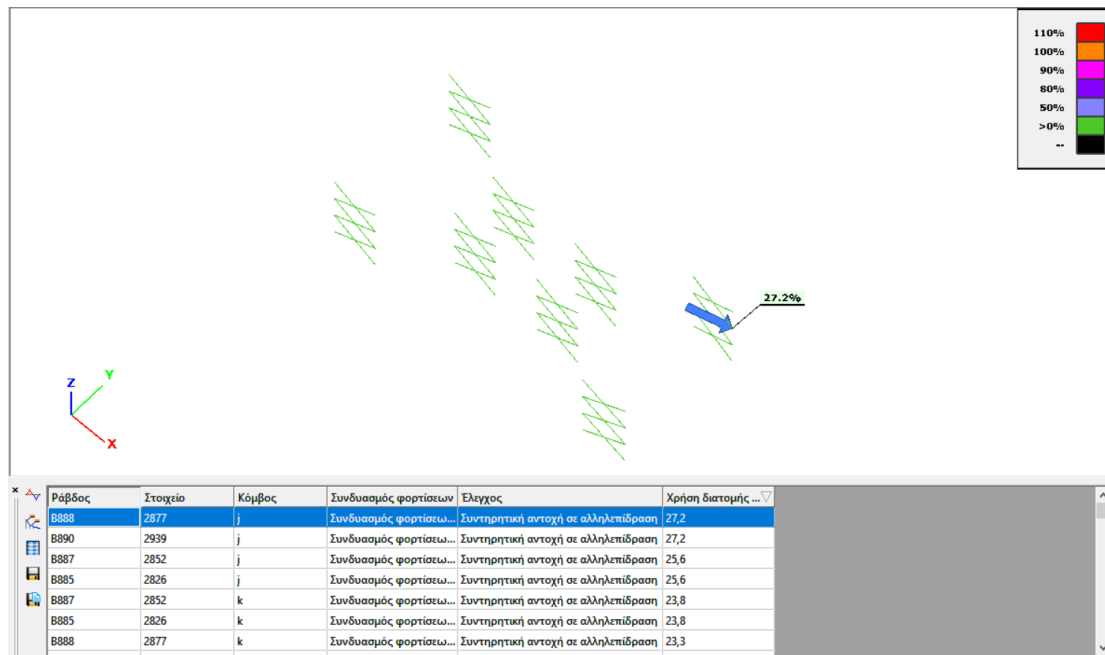 110%
100%
90%
80%
50%
>0%
--
27.2%
Z
Y
X
Ράβδος Στοιχείο Κόμβος Συνδυασμός φορτίσεων Έλεγχος Χρήση διατομής ...
B888 2877 j Συνδυασμός φορτίσεω... Συντηρητική αντοχή σε αλληλεπίδραση 27,2
B890 2939 j Συνδυασμός φορτίσεω... Συντηρητική αντοχή σε αλληλεπίδραση 27,2
B887 2852 j Συνδυασμός φορτίσεω... Συντηρητική αντοχή σε αλληλεπίδραση 25,6
B885 2826 j Συνδυασμός φορτίσεω... Συντηρητική αντοχή σε αλληλεπίδραση 25,6
B887 2852 k Συνδυασμός φορτίσεω... Συντηρητική αντοχή σε αλληλεπίδραση 23,8
B885 2826 k Συνδυασμός φορτίσεω... Συντηρητική αντοχή σε αλληλεπίδραση 23,8
B888 2877 k Συνδυασμός φορτίσεω... Συντηρητική αντοχή σε αλληλεπίδραση 23,3